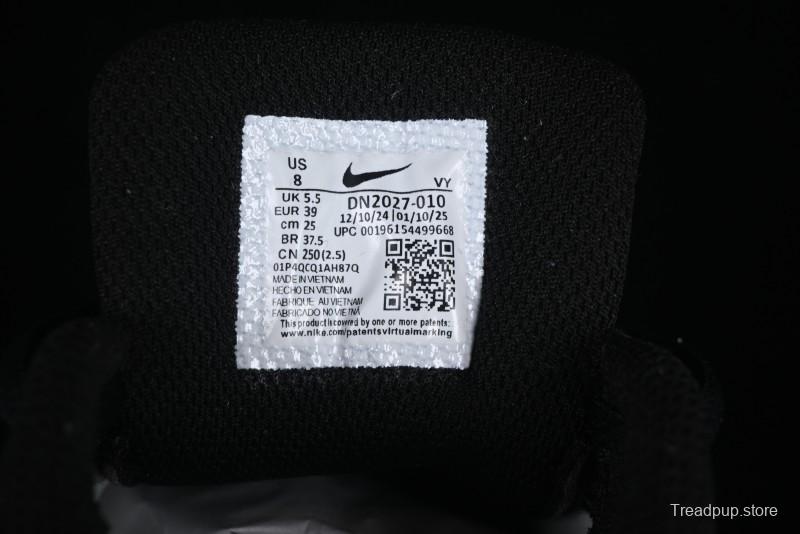 US
8
VY
UK 5.5
EUR 39
cm 25
BR 37.5
CN 250(2.5)
DN2027-010
12/10/24|01/10/25
UPC 00196154499668
01P4QCQ1AH87Q
MADE IN VIETNAM
HECHO EN VIETNAM
FABRIQUE AU VIETNAM
FABRICADO NO VIETNÃ
This product is covered by one or more patents:
www.nike.com/patentsvirtualmarking
Treadpup.store